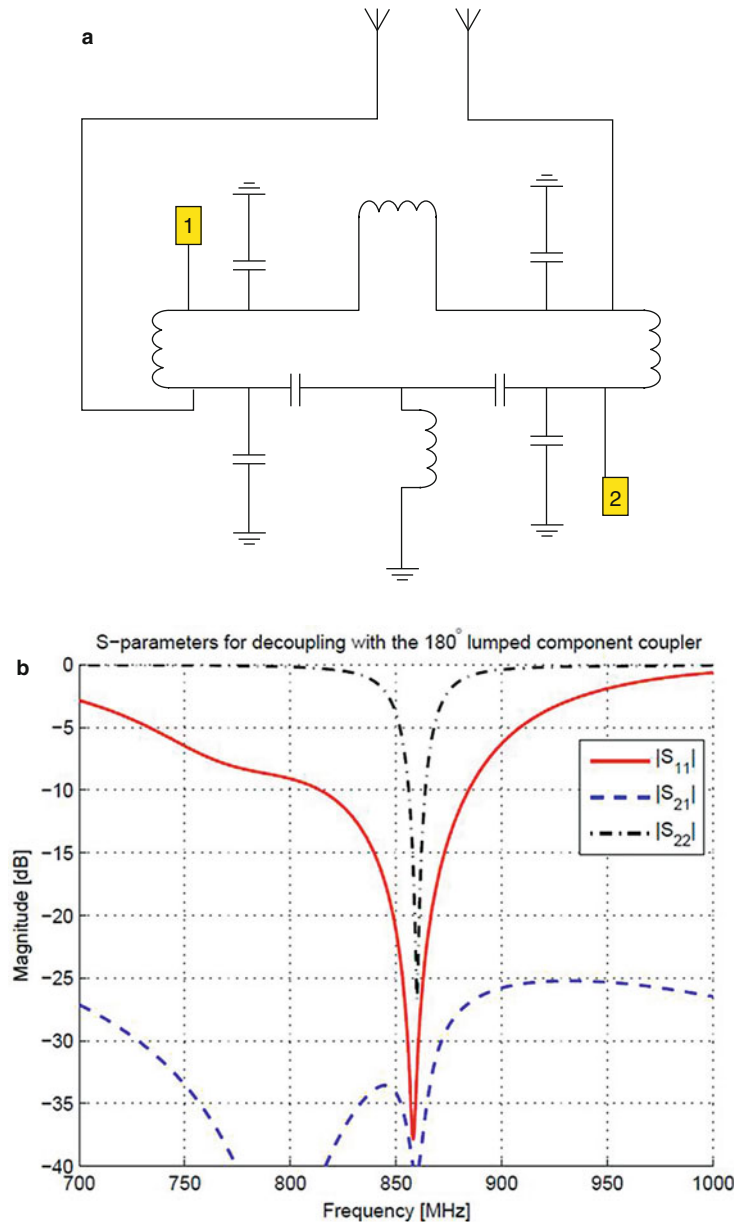 a
1
2
b
S−parameters for decoupling with the 180° lumped component coupler
0
−5
−10
−15
−20
−25
−30
−35
−40
Magnitude [dB]
|S11|
|S21|
|S22|
700 750 800 850 900 950 1000
Frequency [MHz]